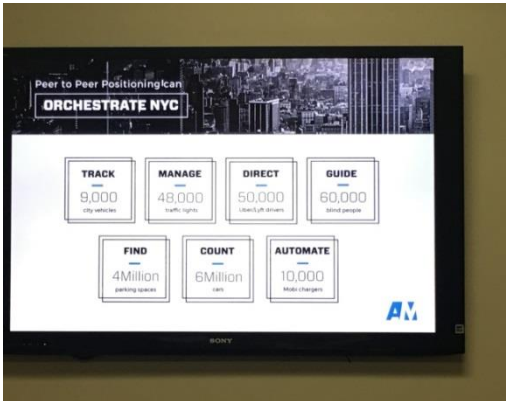 Peer to Peer Positioning can
ORCHESTRATE NYC
TRACK
9,000
city vehicles
MANAGE
48,000
traffic lights
DIRECT
50,000
Uber/Lyft drivers
GUIDE
60,000
blind people
FIND
4Million
parking spaces
COUNT
6Million
cars
AUTOMATE
10,000
Mobi chargers
AM
SONY